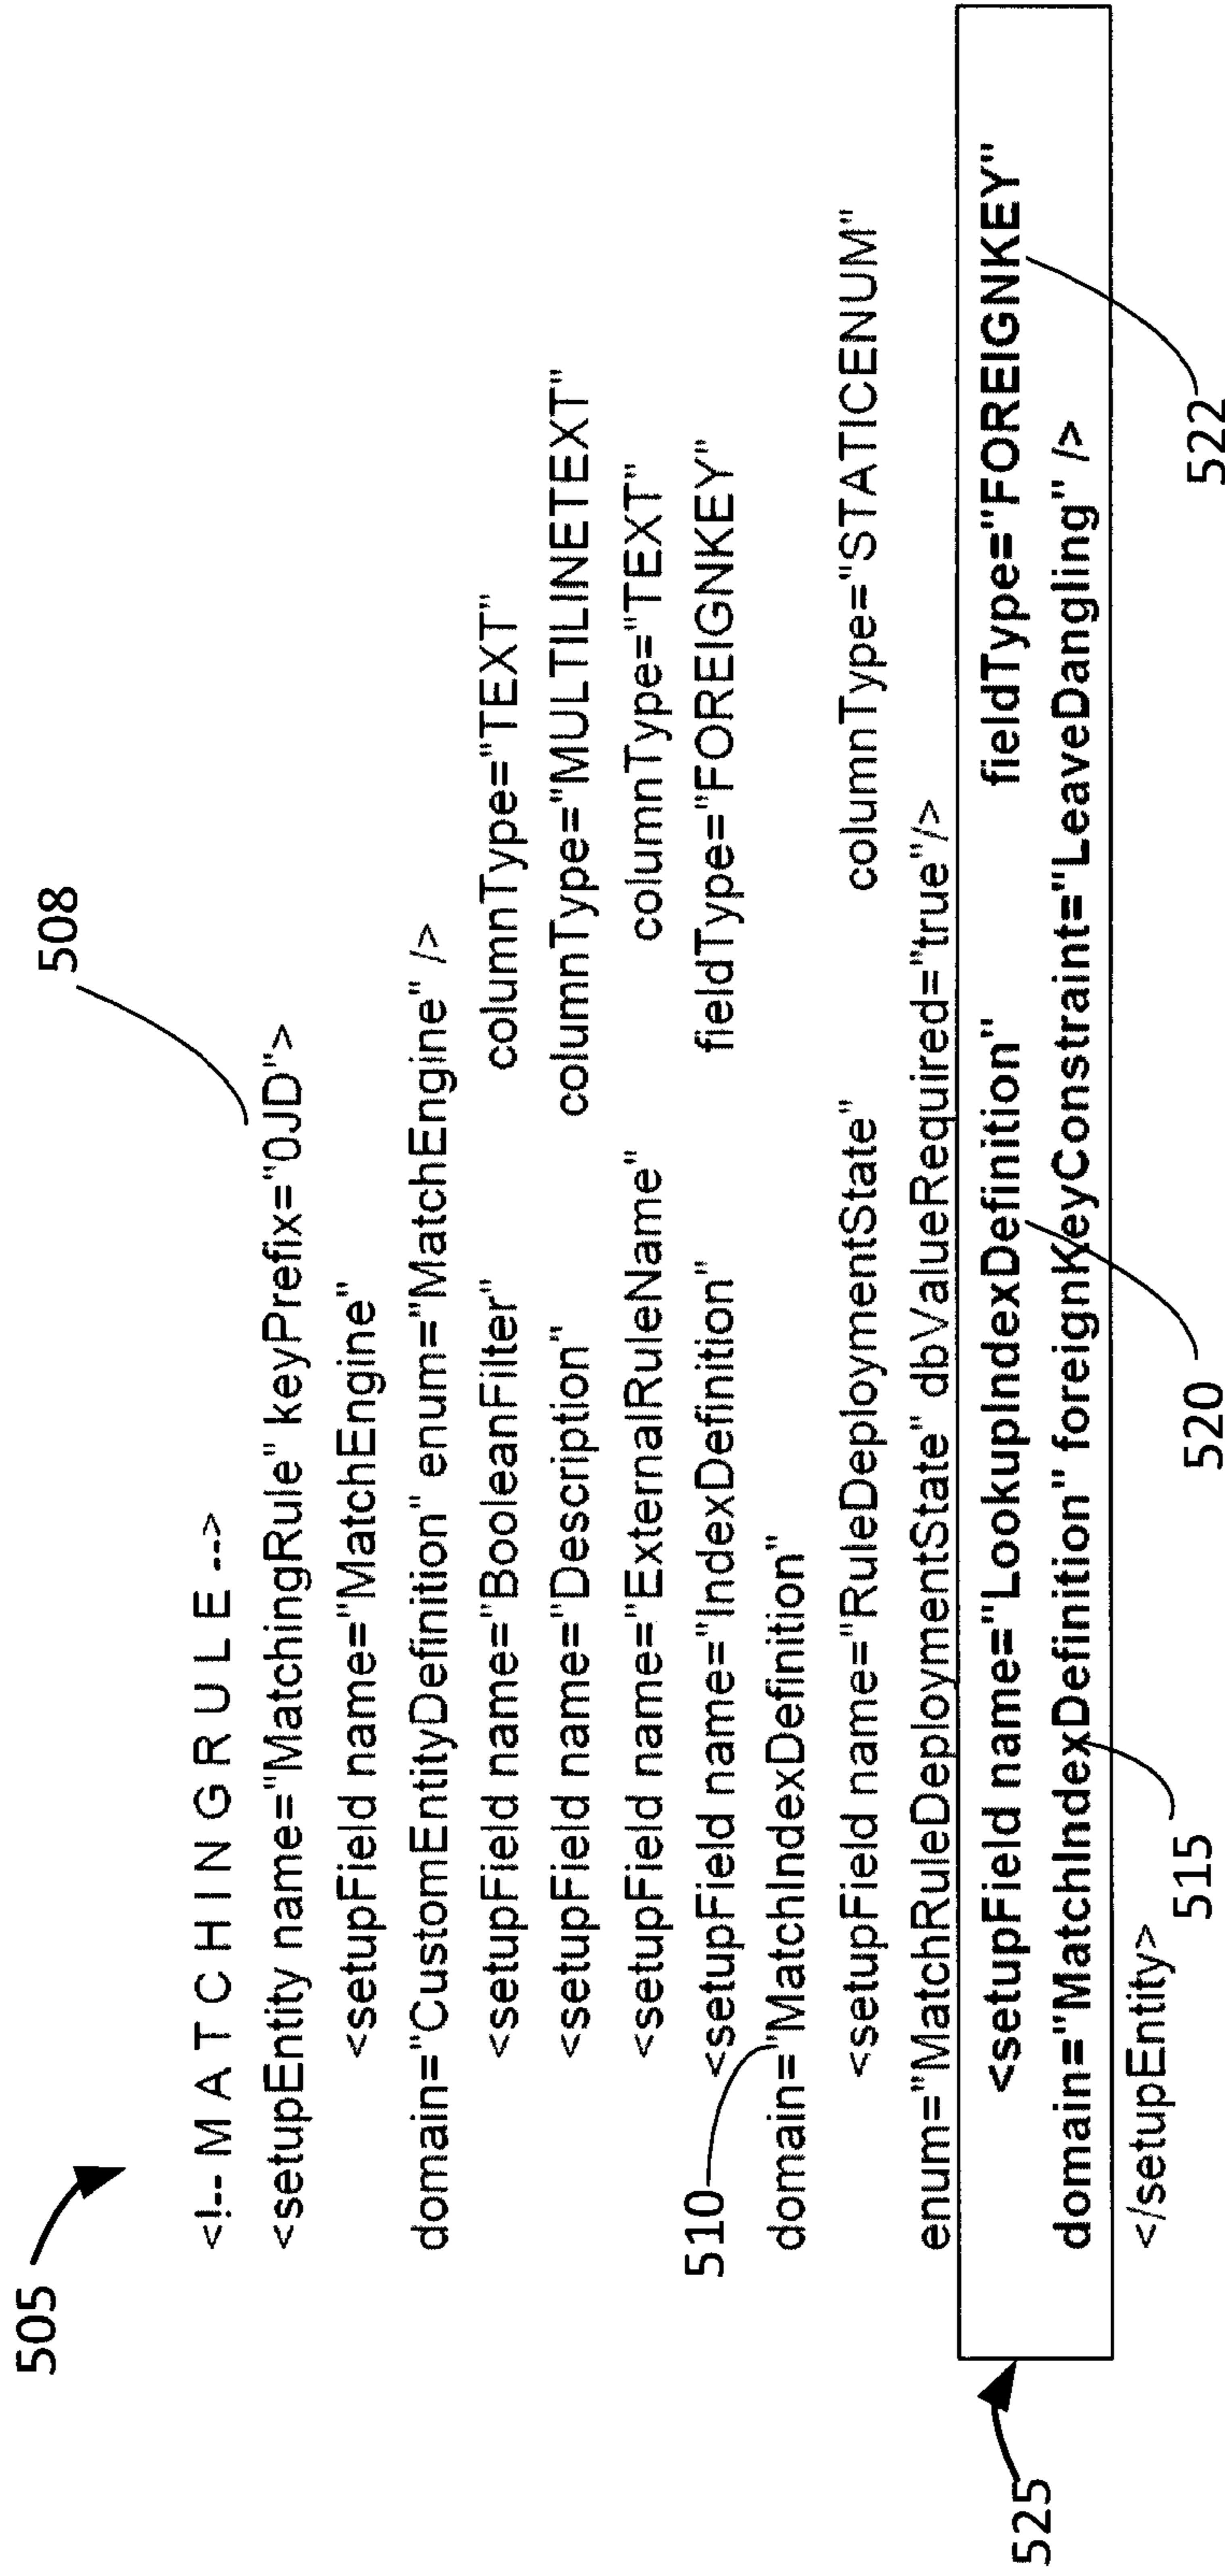 505
508
<!-- M A T C H I N G R U L E -->
<setupEntity name="MatchingRule" keyPrefix="0JD">
<setupField name="MatchEngine"
domain="CustomEntityDefinition" enum="MatchEngine" />
<setupField name="BooleanFilter" columnType="TEXT"
<setupField name="Description" columnType="MULTILINETEXT"
<setupField name="ExternalRuleName" columnType="TEXT"
<setupField name="IndexDefinition" fieldType="FOREIGNKEY"
510
domain="MatchIndexDefinition"
<setupField name="RuleDeploymentState" columnType="STATICENUM"
enum="MatchRuleDeploymentState" dbValueRequired="true"/>
525
<setupField name="LookupIndexDefinition" fieldType="FOREIGNKEY"
domain="MatchIndexDefinition" foreignKeyConstraint="LeaveDangling" />
</setupEntity>
515
520
522